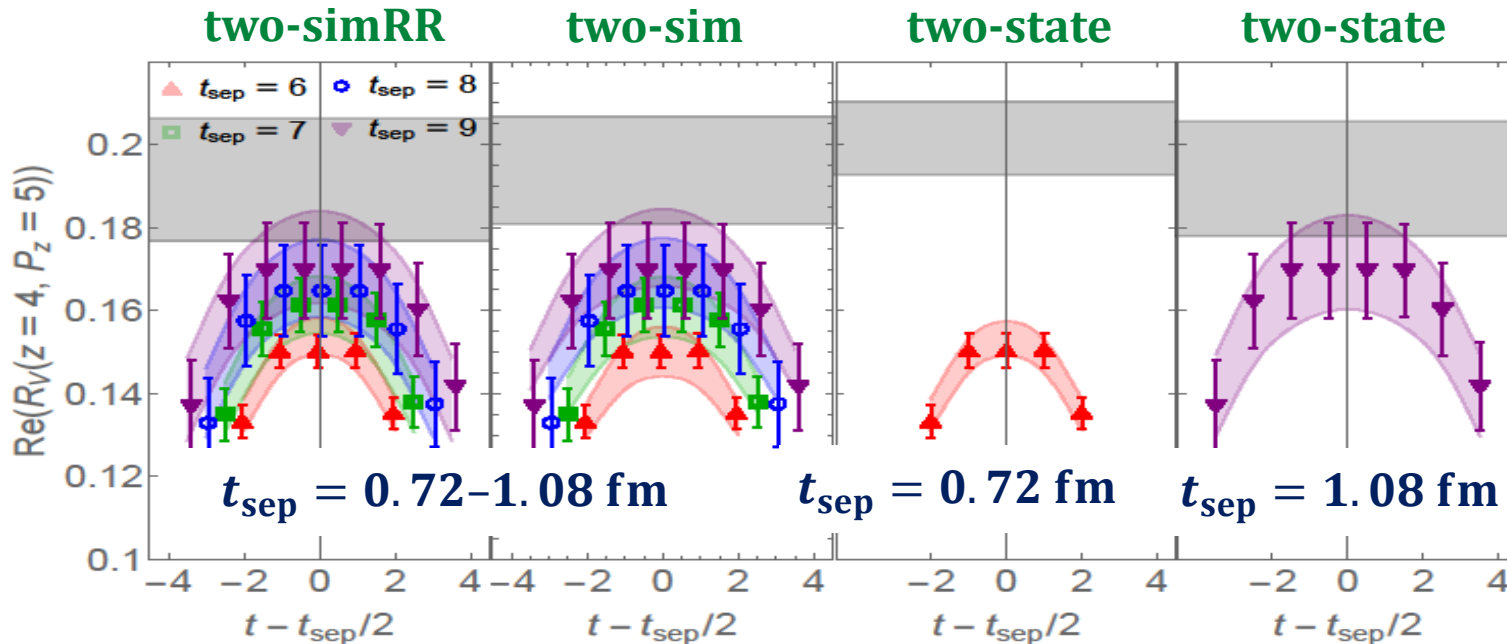 two-simRR two-sim two-state two-state
t_sep = 6 t_sep = 8
t_sep = 7 t_sep = 9
Re(R_V(z = 4, P_z = 5))
0.2
0.18
0.16
0.14
0.12
0.1
t_sep = 0.72–1.08 fm t_sep = 0.72 fm t_sep = 1.08 fm
−4 −2 0 2 4 −4 −2 0 2 4 −4 −2 0 2 4 −4 −2 0 2 4
t − t_sep/2 t − t_sep/2 t − t_sep/2 t − t_sep/2